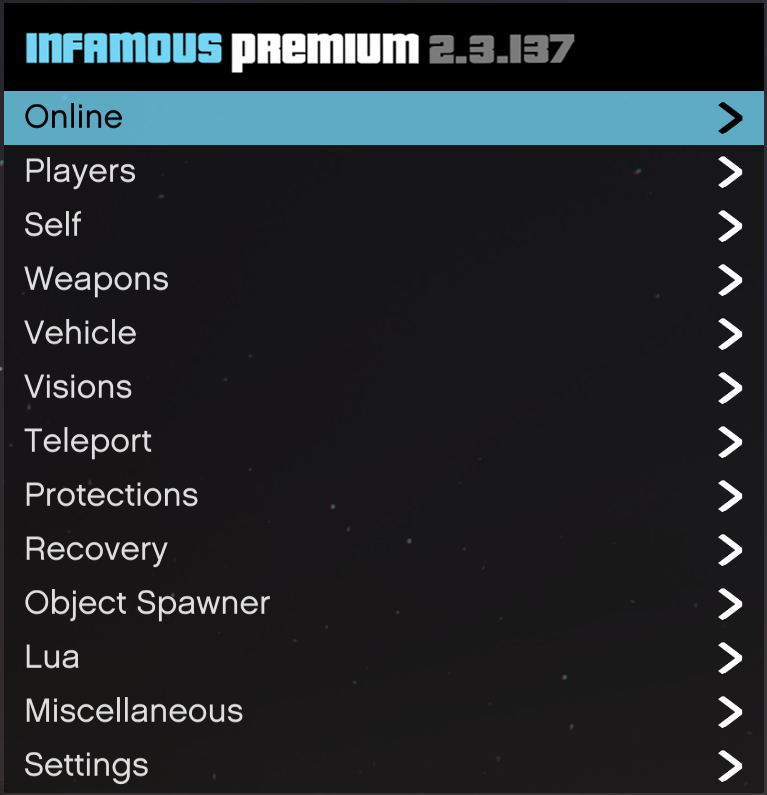 INFAMOUS PREMIUM 2.3.137
Online
Players
Self
Weapons
Vehicle
Visions
Teleport
Protections
Recovery
Object Spawner
Lua
Miscellaneous
Settings